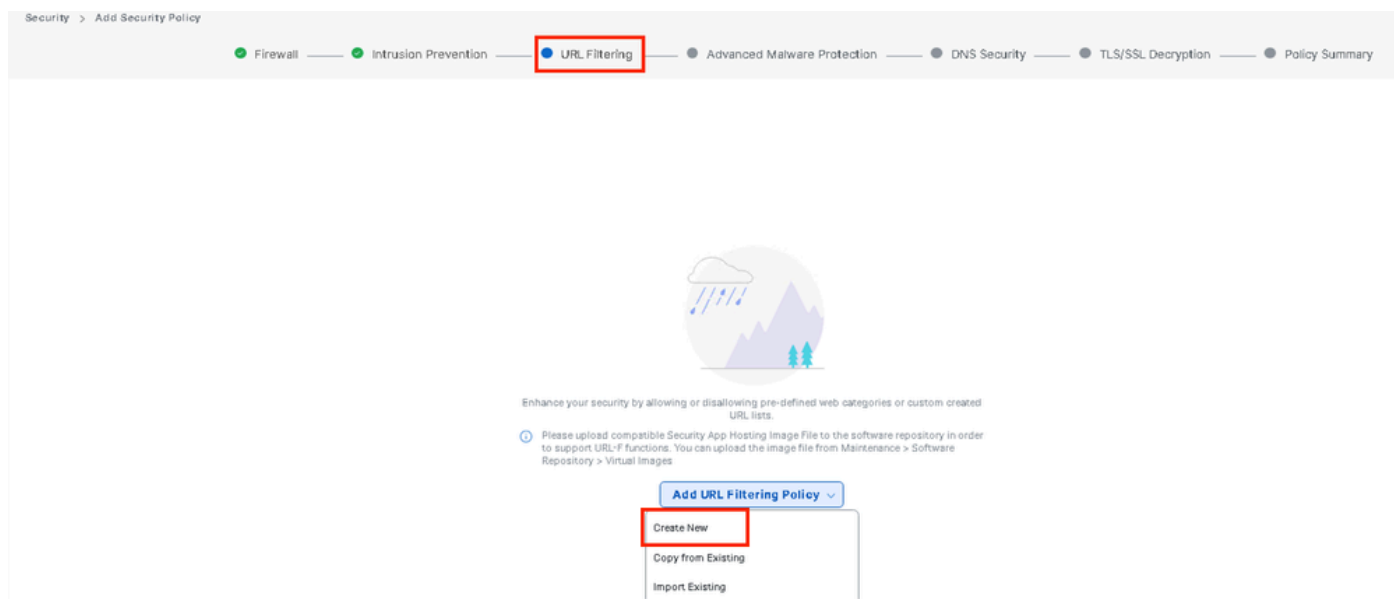 Security > Add Security Policy
Firewall Intrusion Prevention URL Filtering Advanced Malware Protection DNS Security TLS/SSL Decryption Policy Summary
Enhance your security by allowing or disallowing pre-defined web categories or custom created
URL lists.
Please upload compatible Security App Hosting Image File to the software repository in order
to support URL-F functions. You can upload the image file from Maintenance > Software
Repository > Virtual Images
Add URL Filtering Policy
Create New
Copy from Existing
Import Existing